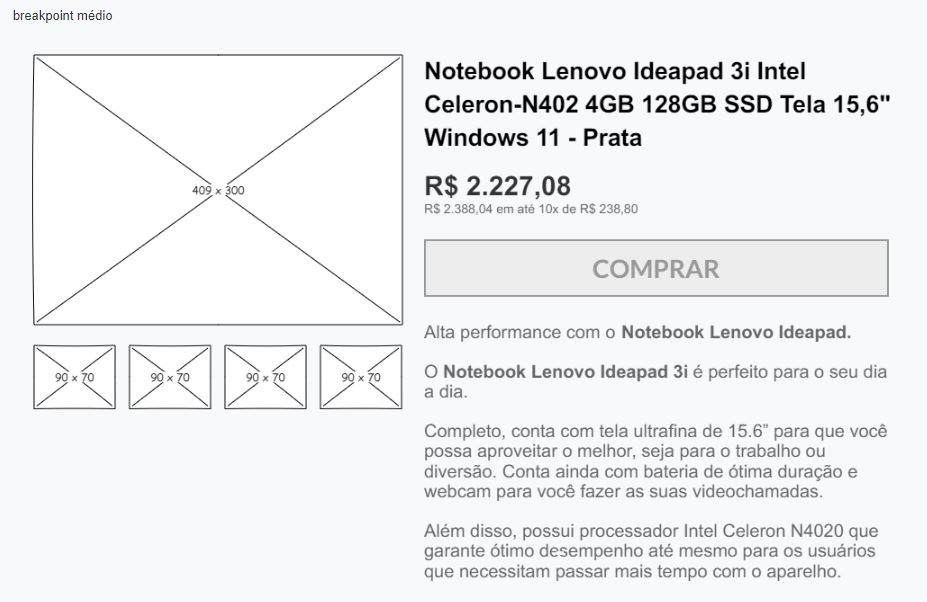 breakpoint médio
409 x 300
90 x 70
90 x 70
90 x 70
90 x 70
Notebook Lenovo Ideapad 3i Intel
Celeron-N402 4GB 128GB SSD Tela 15,6"
Windows 11 - Prata
R$ 2.227,08
R$ 2.388,04 em até 10x de R$ 238,80
COMPRAR
Alta performance com o Notebook Lenovo Ideapad.
O Notebook Lenovo Ideapad 3i é perfeito para o seu dia
a dia.
Completo, conta com tela ultrafina de 15.6” para que você
possa aproveitar o melhor, seja para o trabalho ou
diversão. Conta ainda com bateria de ótima duração e
webcam para você fazer as suas videochamadas.
Além disso, possui processador Intel Celeron N4020 que
garante ótimo desempenho até mesmo para os usuários
que necessitam passar mais tempo com o aparelho.